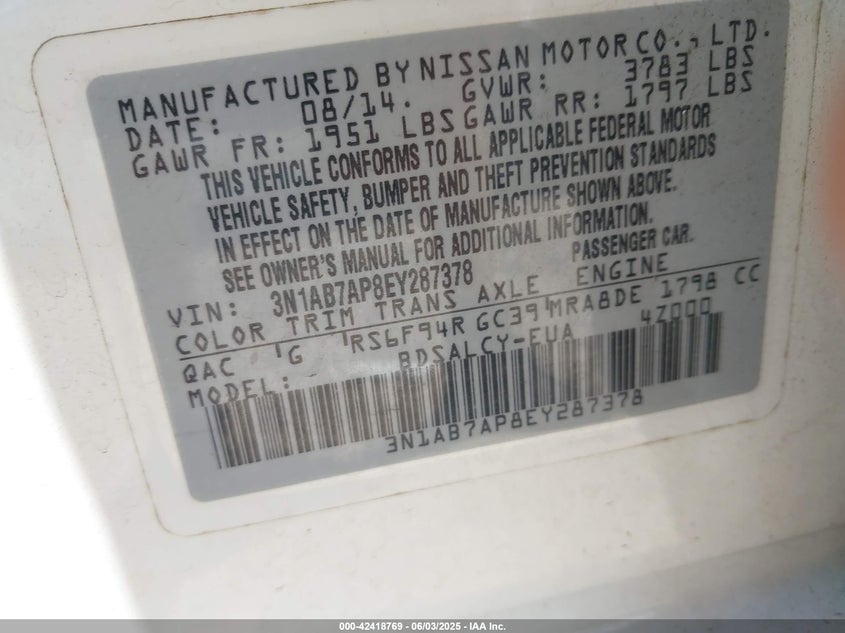 MANUFACTURED BY NISSAN MOTOR CO., LTD.
DATE: 08/14. GVWR: 3783 LBS
GAWR FR: 1951 LBS GAWR RR: 1797 LBS
THIS VEHICLE CONFORMS TO ALL APPLICABLE FEDERAL MOTOR
VEHICLE SAFETY, BUMPER AND THEFT PREVENTION STANDARDS
IN EFFECT ON THE DATE OF MANUFACTURE SHOWN ABOVE.
SEE OWNER'S MANUAL FOR ADDITIONAL INFORMATION.
VIN: 3N1AB7AP8EY287378 PASSENGER CAR.
COLOR TRIM TRANS AXLE ENGINE
QAC G RS6F94R GC39 MRA8DE 1798 CC
MODEL: BDSALCY-EUA 4Z000
3N1AB7AP8EY287378
000-42418769 - 06/03/2025 - IAA Inc.